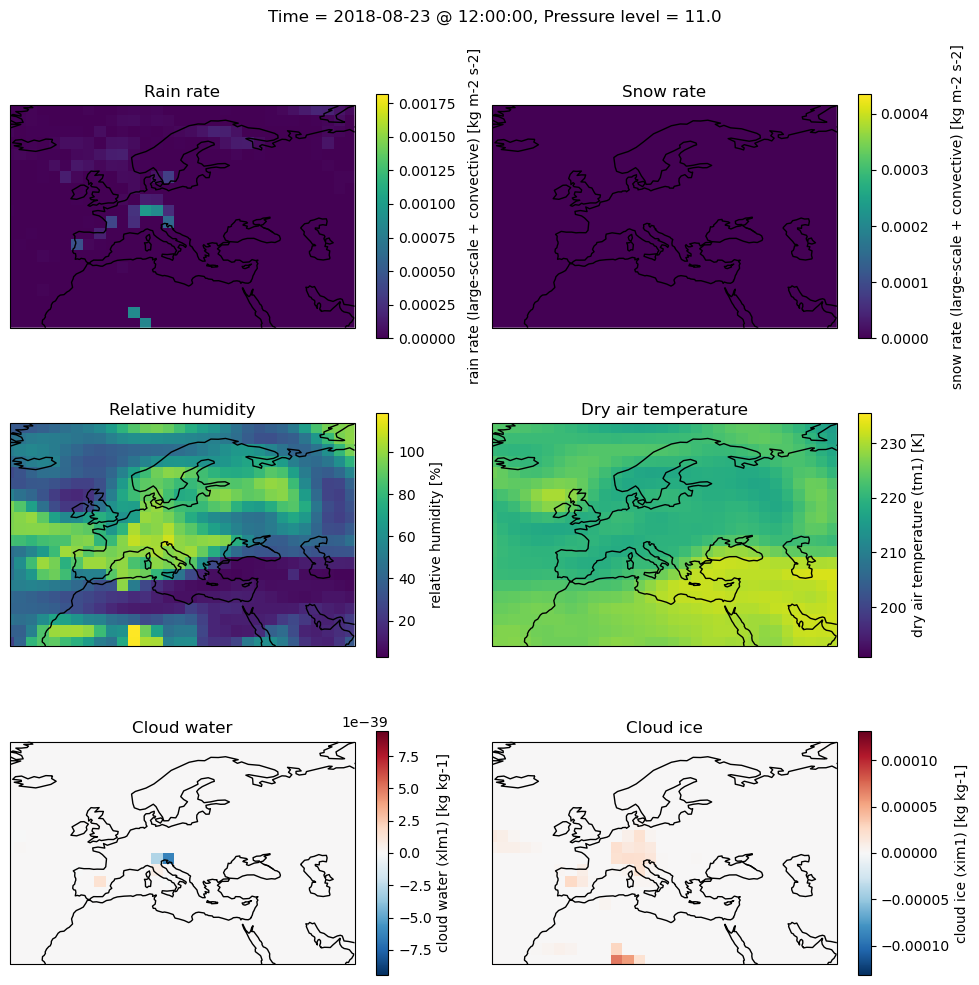 Time = 2018-08-23 @ 12:00:00, Pressure level = 11.0
Rain rate
0.00175
0.00150
0.00125
0.00100
0.00075
0.00050
0.00025
0.00000
rain rate (large-scale + convective) [kg m-2 s-2]
Snow rate
0.0004
0.0003
0.0002
0.0001
0.0000
snow rate (large-scale + convective) [kg m-2 s-2]
Relative humidity
100
80
60
40
20
relative humidity [%]
Dry air temperature
230
220
210
200
dry air temperature (tm1) [K]
Cloud water
1e−39
7.5
5.0
2.5
0.0
−2.5
−5.0
−7.5
cloud water (xlm1) [kg kg-1]
Cloud ice
0.00010
0.00005
0.00000
−0.00005
−0.00010
cloud ice (xim1) [kg kg-1]